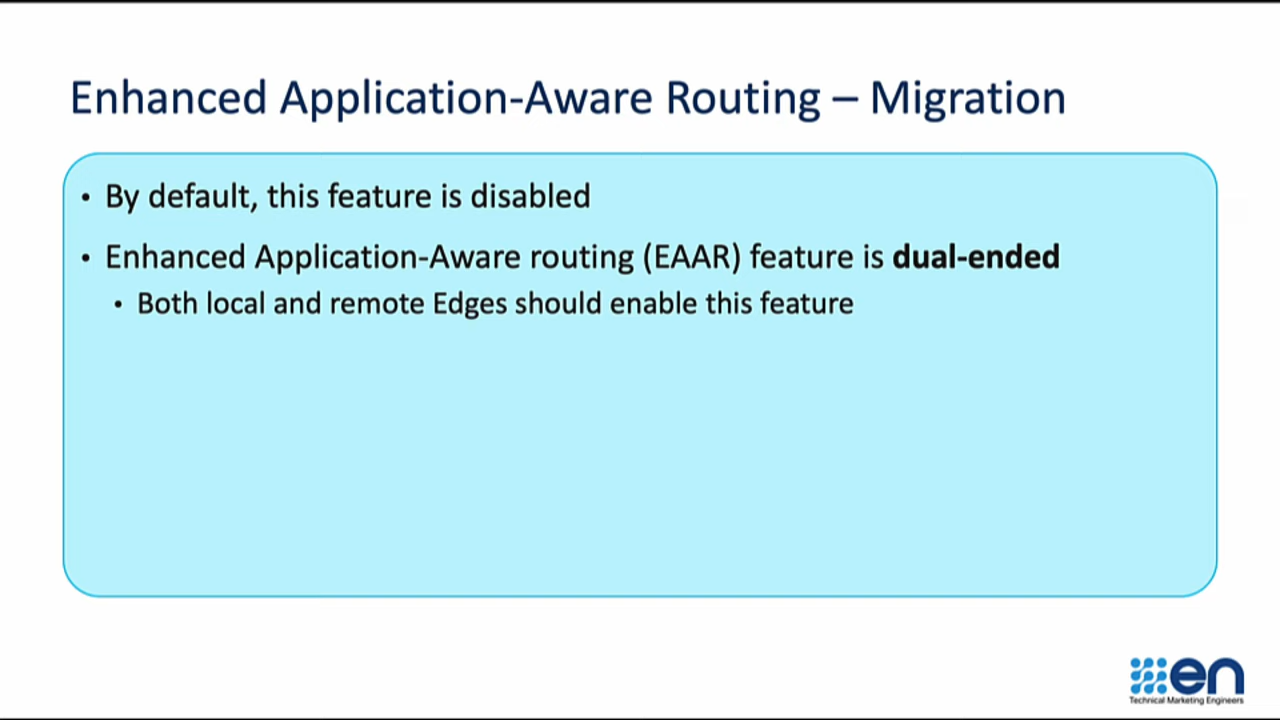 Enhanced Application-Aware Routing – Migration
• By default, this feature is disabled
• Enhanced Application-Aware routing (EAAR) feature is dual-ended
• Both local and remote Edges should enable this feature
en
Technical Marketing Engineers